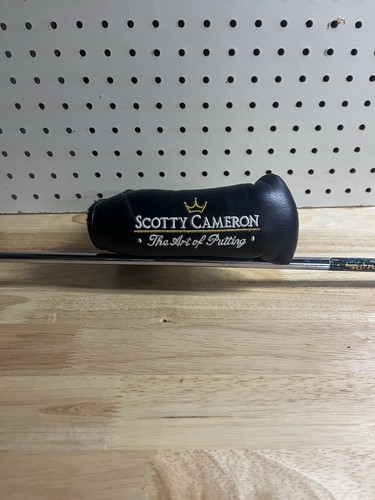 SCOTTY CAMERON
The Art of Putting